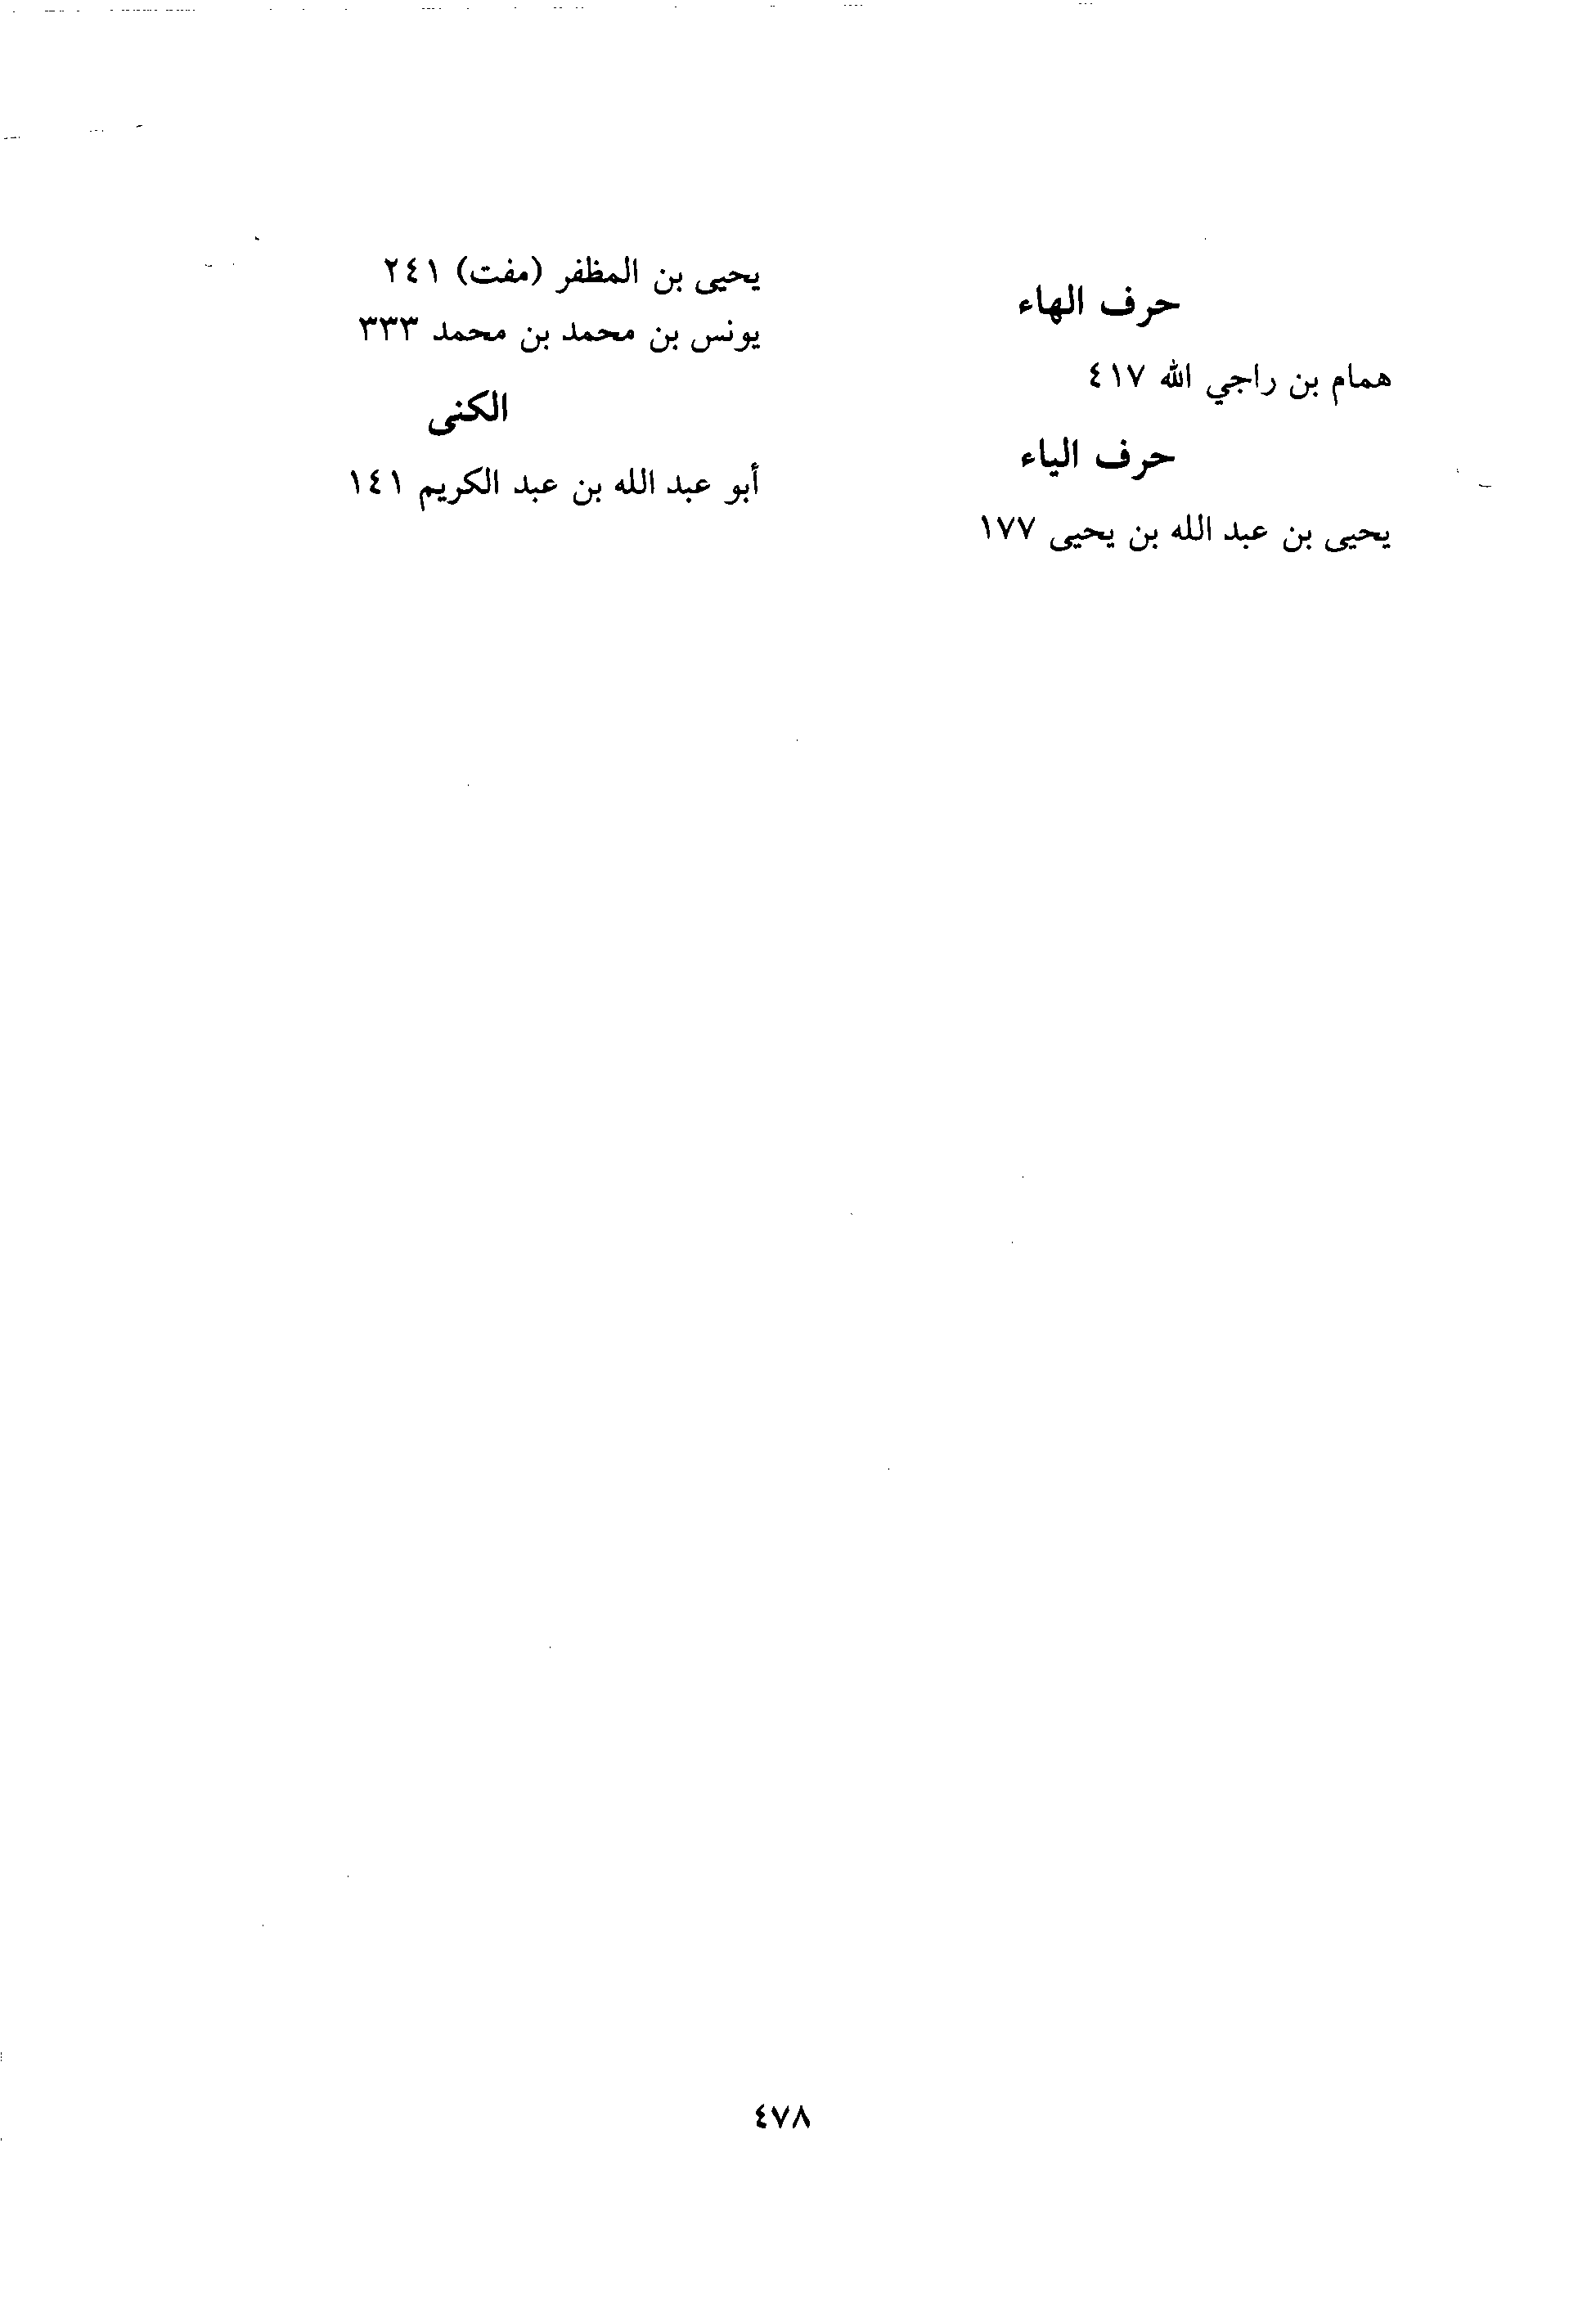 حرف الهاء
همام بن راجي الله ٤١٧
حرف الياء
يحيى بن عبد الله بن يحيى ١٧٧
يحيى بن المظفر (مفت) ٢٤١
يونس بن محمد بن محمد ٣٣٣
الكنى
أبو عبد الله بن عبد الكريم ١٤١
٤٧٨